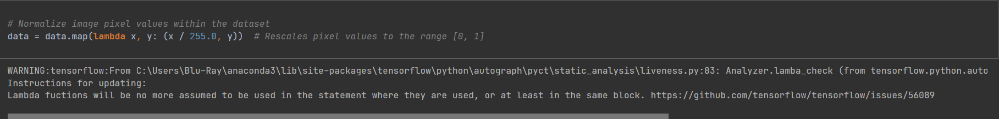 # Normalize image pixel values within the dataset
data = data.map(lambda x, y: (x / 255.0, y))  # Rescales pixel values to the range [0, 1]
WARNING:tensorflow:From C:\Users\Blu-Ray\anaconda3\lib\site-packages\tensorflow\python\autograph\pyct\static_analysis\liveness.py:83: Analyzer.lamba_check (from tensorflow.python.auto
Instructions for updating:
Lambda fuctions will be no more assumed to be used in the statement where they are used, or at least in the same block. https://github.com/tensorflow/tensorflow/issues/56089